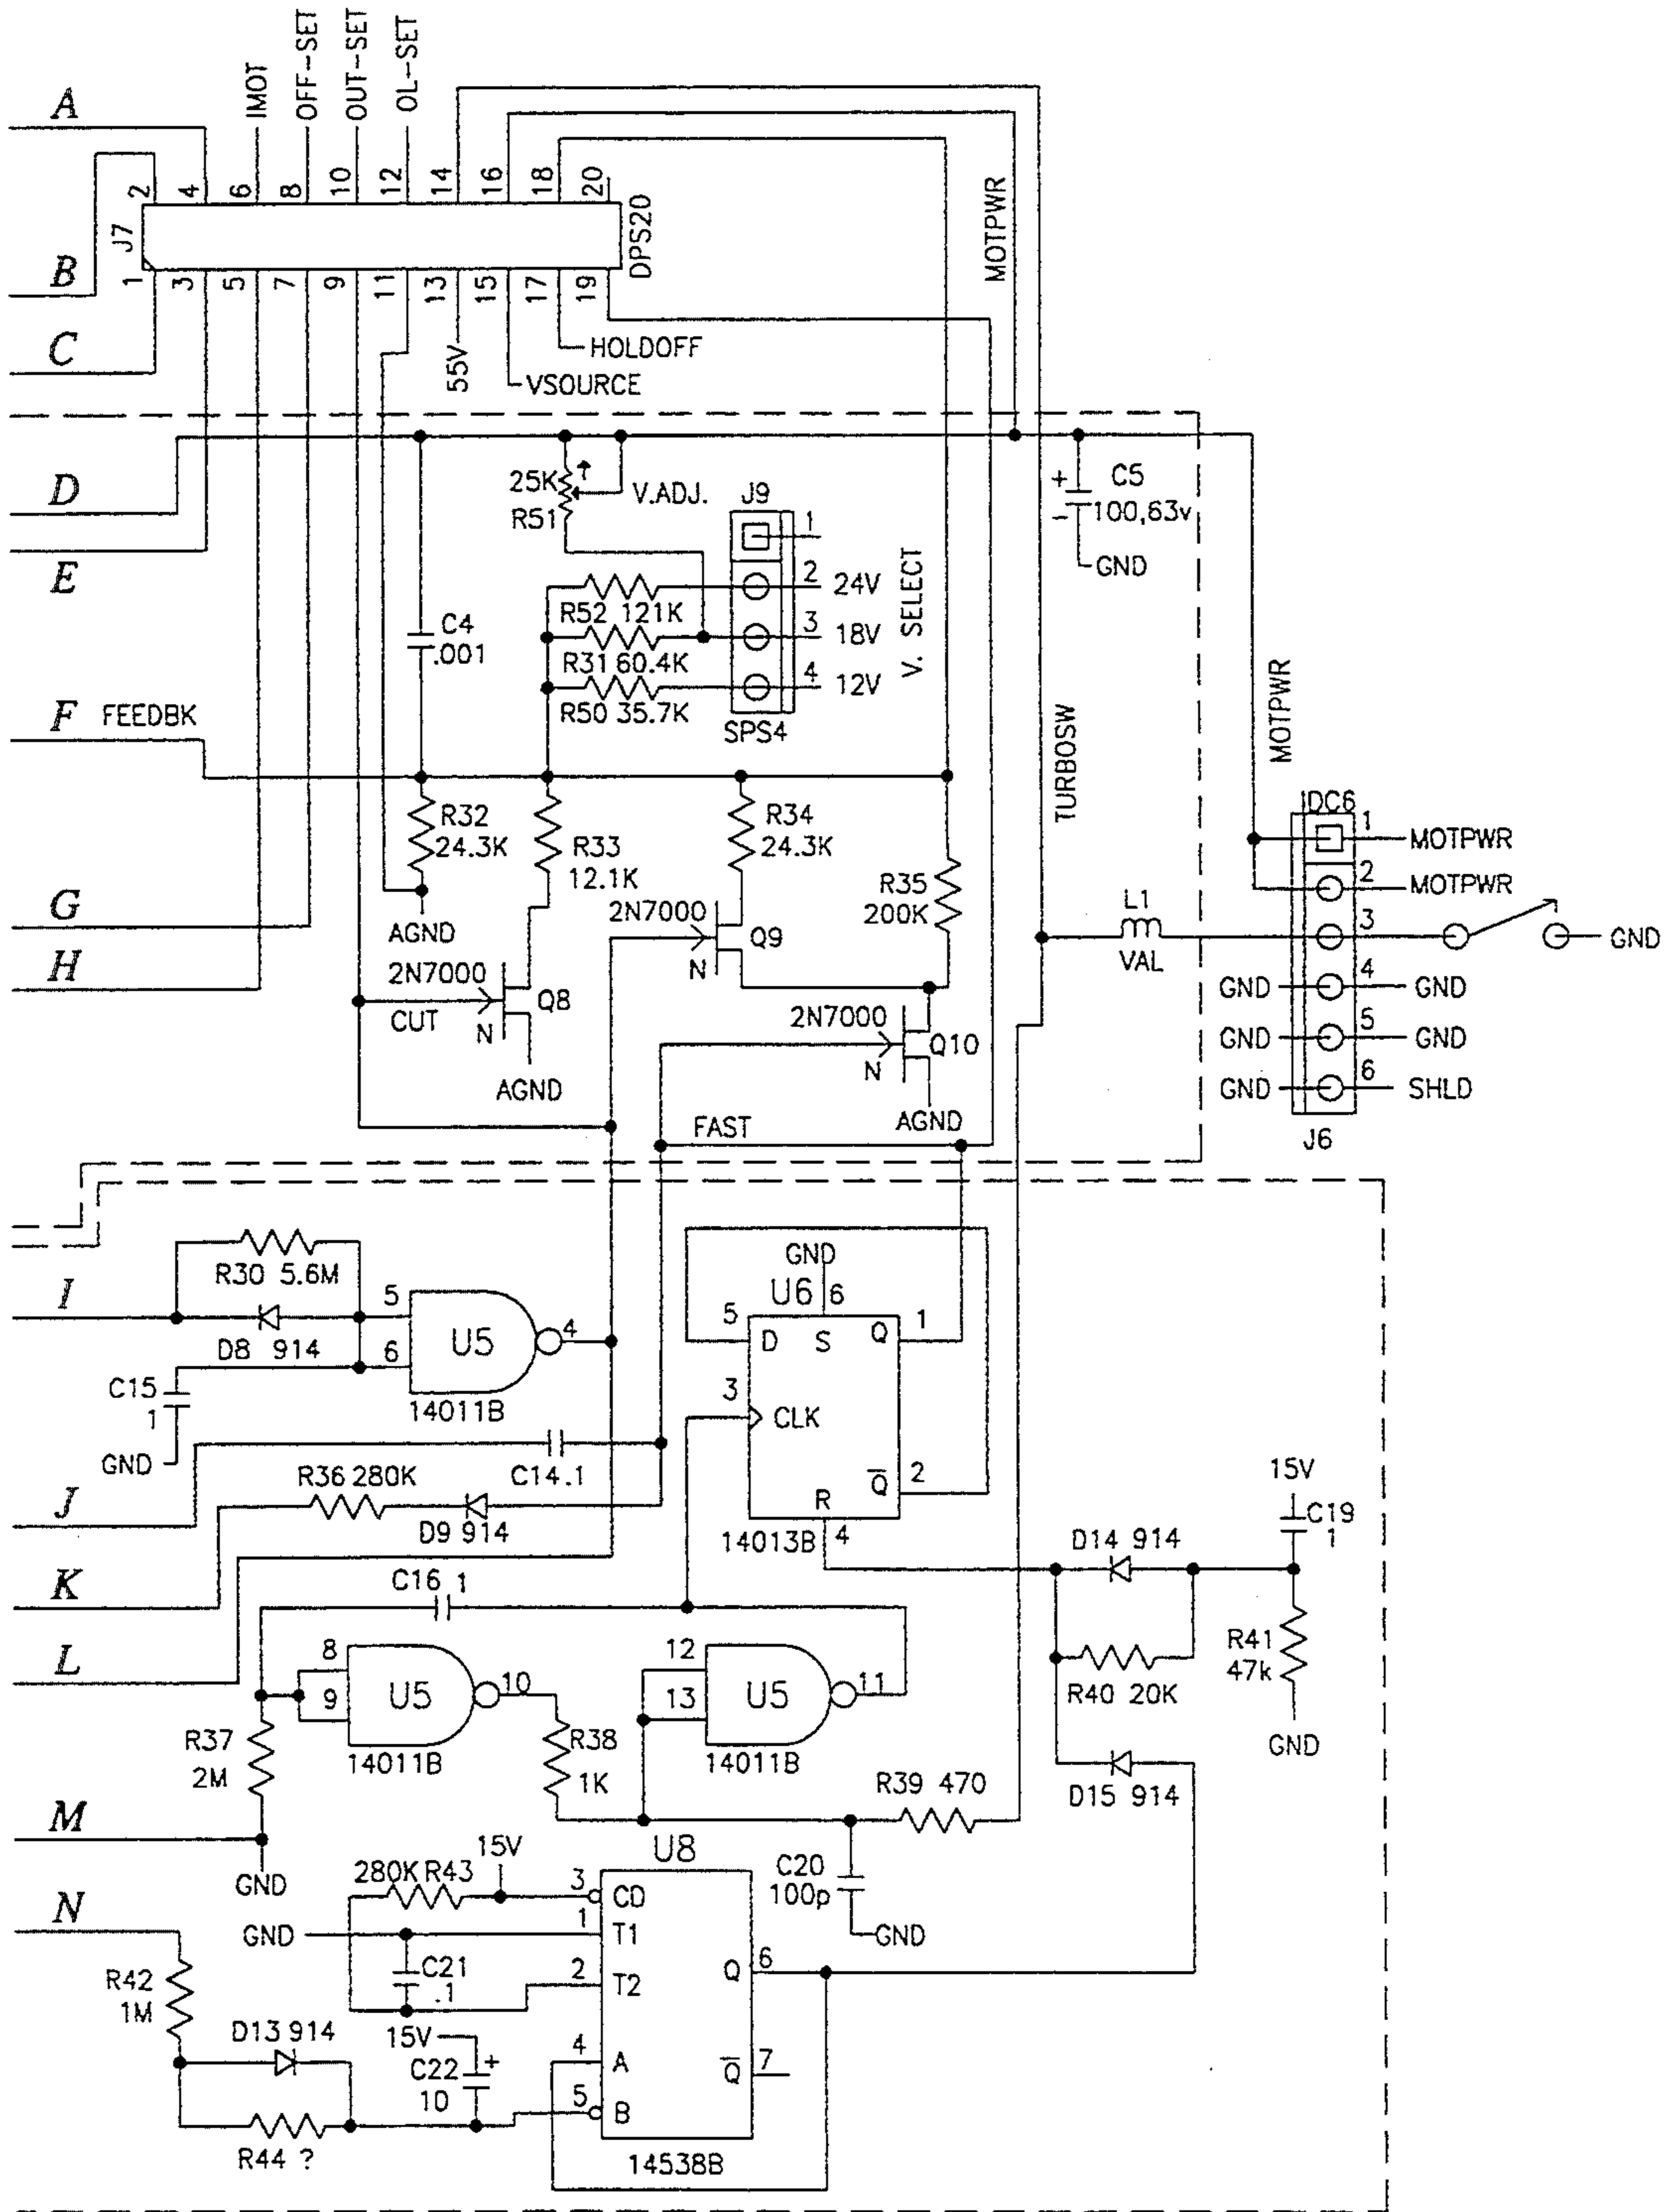 IMOT
OFF-SET
OUT-SET
OL-SET
A
2
4
6
8
10
12
14
16
18
20
J7
DPS20
MOTPWR
B
1
3
5
7
9
11
13
15
17
19
C
55V
HOLDOFF
VSOURCE
D
25K
R51
V.ADJ.
J9
1
+
-
C5
100,63v
GND
E
2
24V
R52 121K
C4
.001
3
18V
R31 60.4K
4
12V
R50 35.7K
V. SELECT
SPS4
F
FEEDBK
TURBOSW
MOTPWR
R32
24.3K
R33
12.1K
R34
24.3K
R35
200K
DC6
1
MOTPWR
2
MOTPWR
G
AGND
2N7000
Q9
N
L1
VAL
3
GND
H
2N7000
Q8
CUT
N
AGND
2N7000
Q10
N
AGND
GND
4
GND
GND
5
GND
GND
6
SHLD
J6
FAST
R30 5.6M
I
D8 914
5
6
U5
4
14011B
C15
1
GND
GND
U6
6
5
D
S
Q
1
3
CLK
Q
2
R
4
14013B
J
C14 .1
R36 280K
D9 914
K
C16 1
15V
C19
1
D14 914
R40 20K
R41
47k
GND
D15 914
L
8
9
U5
10
14011B
12
13
U5
11
14011B
R37
2M
R38
1K
R39 470
M
GND
C20
100p
GND
U8
15V
280K R43
3
CD
N
GND
1
T1
C21
.1
2
T2
Q
6
R42
1M
D13 914
15V
C22
10
+
4
A
Q
7
5
B
R44 ?
14538B